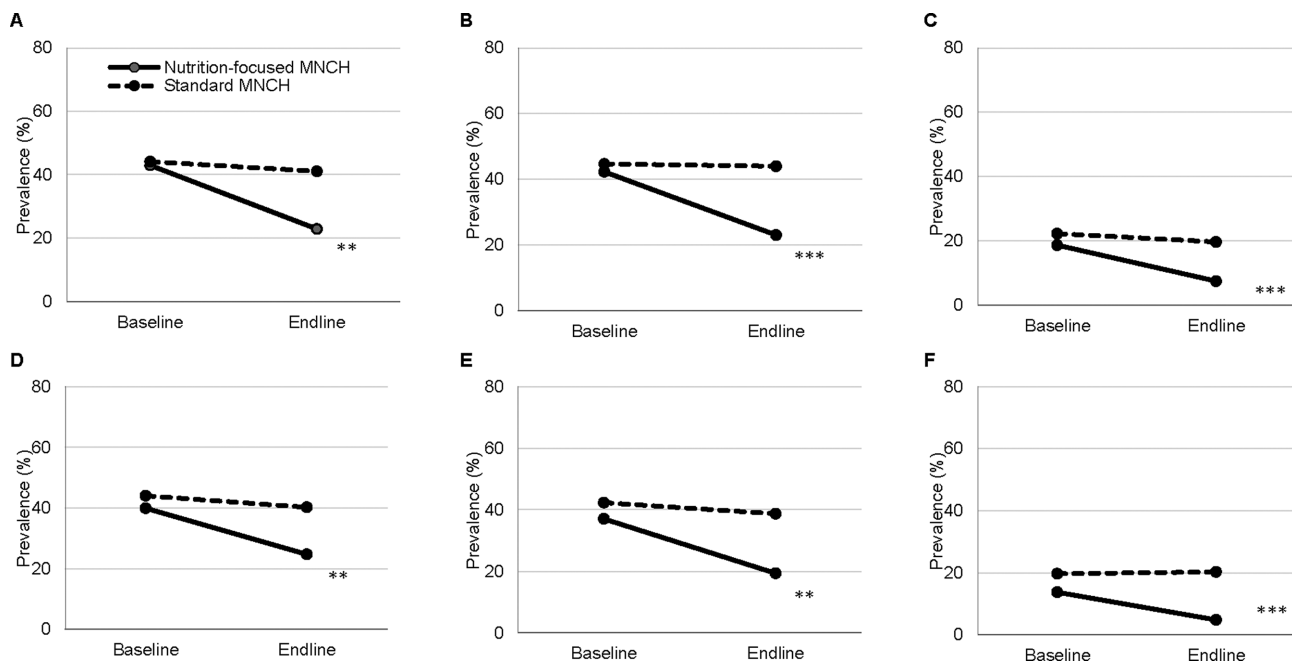 A
Prevalence (%)
80
60
40
20
0
Nutrition-focused MNCH
Standard MNCH
**
Baseline Endline
B
Prevalence (%)
80
60
40
20
0
***
Baseline Endline
C
Prevalence (%)
80
60
40
20
0
***
Baseline Endline
D
Prevalence (%)
80
60
40
20
0
**
Baseline Endline
E
Prevalence (%)
80
60
40
20
0
**
Baseline Endline
F
Prevalence (%)
80
60
40
20
0
***
Baseline Endline